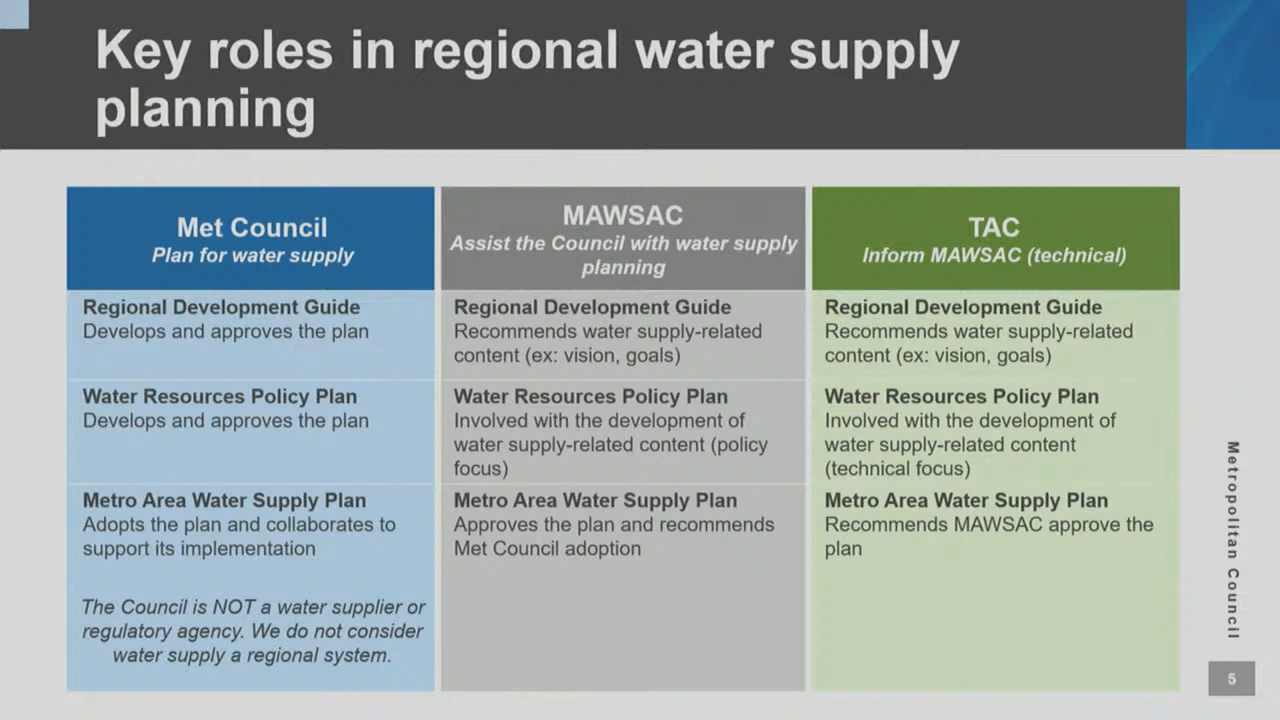 Key roles in regional water supply
planning
Met Council
Plan for water supply
Regional Development Guide
Develops and approves the plan
Water Resources Policy Plan
Develops and approves the plan
Metro Area Water Supply Plan
Adopts the plan and collaborates to
support its implementation
The Council is NOT a water supplier or
regulatory agency. We do not consider
water supply a regional system.
MAWSAC
Assist the Council with water supply
planning
Regional Development Guide
Recommends water supply-related
content (ex: vision, goals)
Water Resources Policy Plan
Involved with the development of
water supply-related content (policy
focus)
Metro Area Water Supply Plan
Approves the plan and recommends
Met Council adoption
TAC
Inform MAWSAC (technical)
Regional Development Guide
Recommends water supply-related
content (ex: vision, goals)
Water Resources Policy Plan
Involved with the development of
water supply-related content
(technical focus)
Metro Area Water Supply Plan
Recommends MAWSAC approve the
plan
Metropolitan Council
5